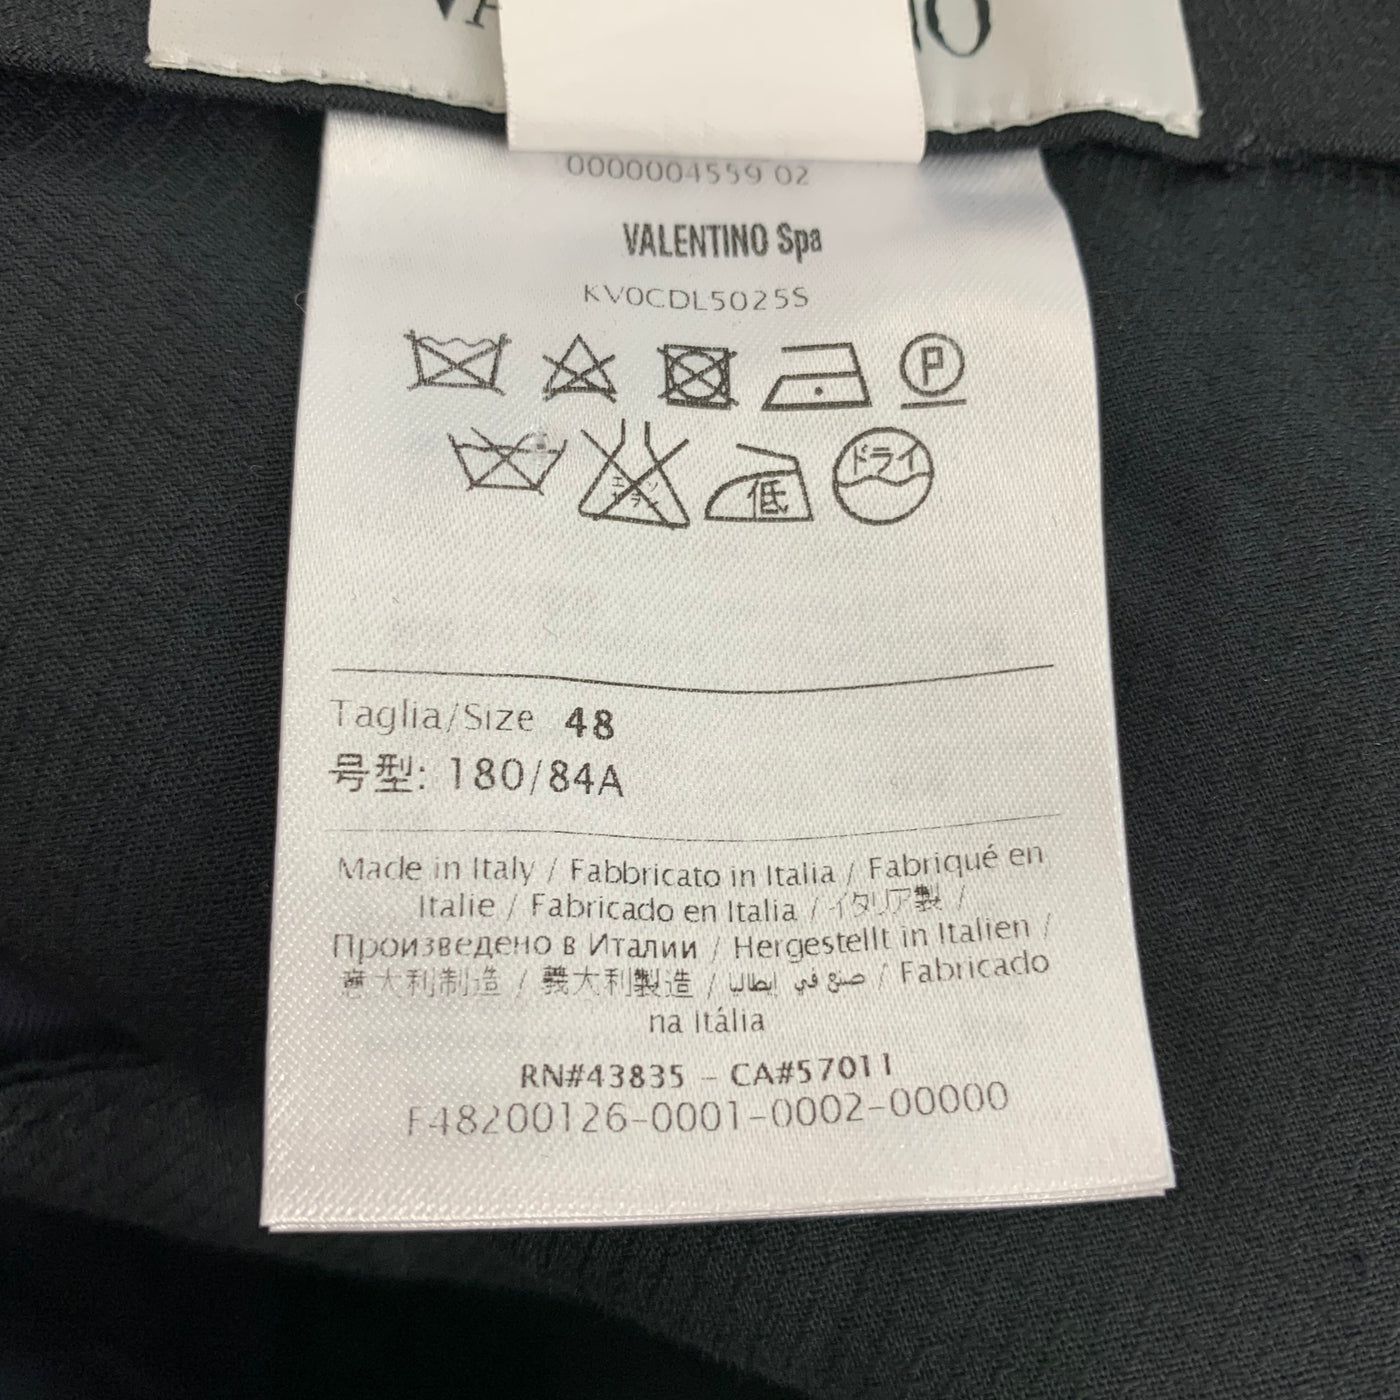 0000004559 02
VALENTINO Spa
KV0CDL5025S
P
ドライ
低
Taglia/Size 48
号型: 180/84A
Made in Italy / Fabbricato in Italia / Fabriqué en
Italie / Fabricado en Italia / イタリア製 /
Произведено в Италии / Hergestellt in Italien /
意大利制造 / 義大利製造 / صنع في إيطاليا / Fabricado
na Itália
RN#43835 - CA#57011
F48200126-0001-0002-00000